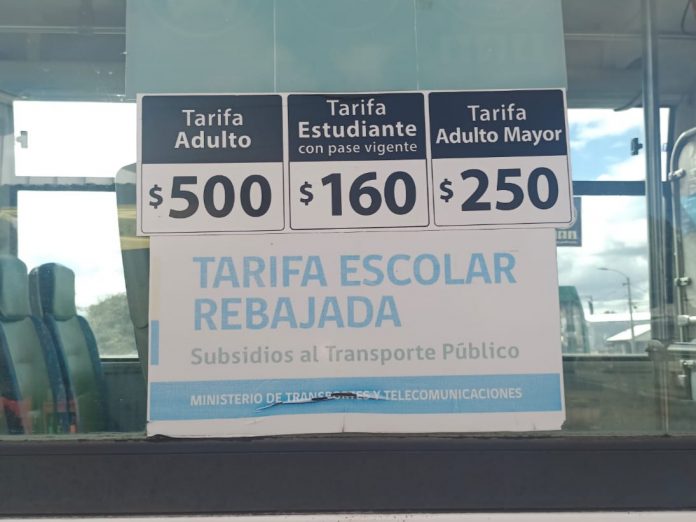 Tarifa
Adulto
$500
Tarifa
Estudiante
con pase vigente
$160
Tarifa
Adulto Mayor
$250
TARIFA ESCOLAR
REBAJADA
Subsidios al Transporte Público
MINISTERIO DE TRANSPORTES Y TELECOMUNICACIONES